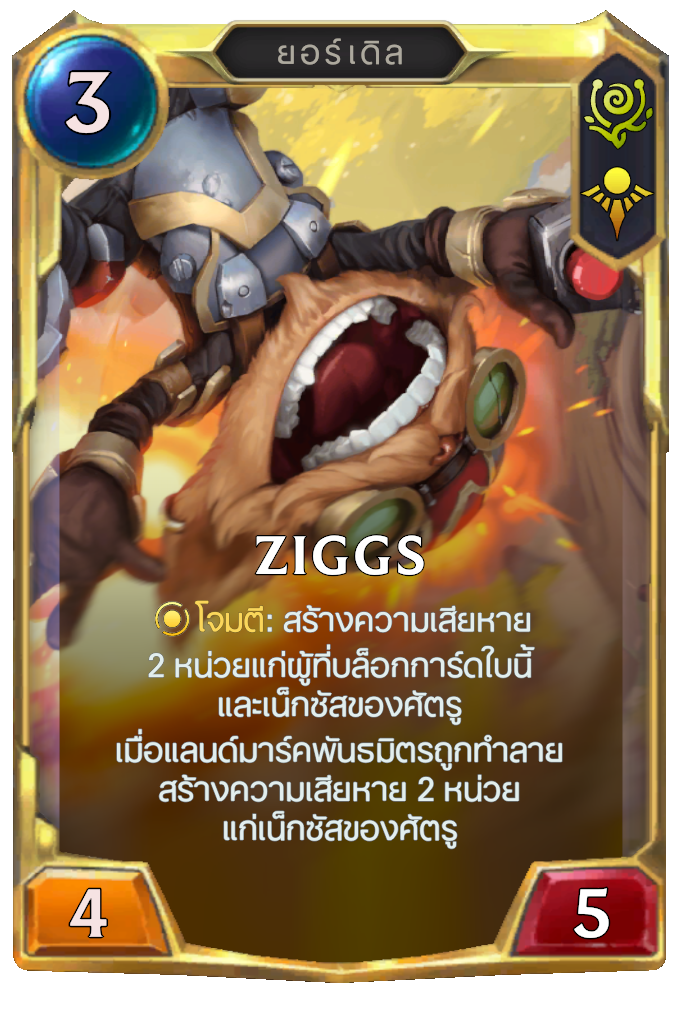 ยอร์เดิล
3
ZIGGS
โจมตี: สร้างความเสียหาย
2 หน่วยแก่ผู้ที่บล็อกการ์ดใบนี้
และเน็กซัสของศัตรู
เมื่อแลนด์มาร์คพันธมิตรถูกทำลาย
สร้างความเสียหาย 2 หน่วย
แก่เน็กซัสของศัตรู
4
5